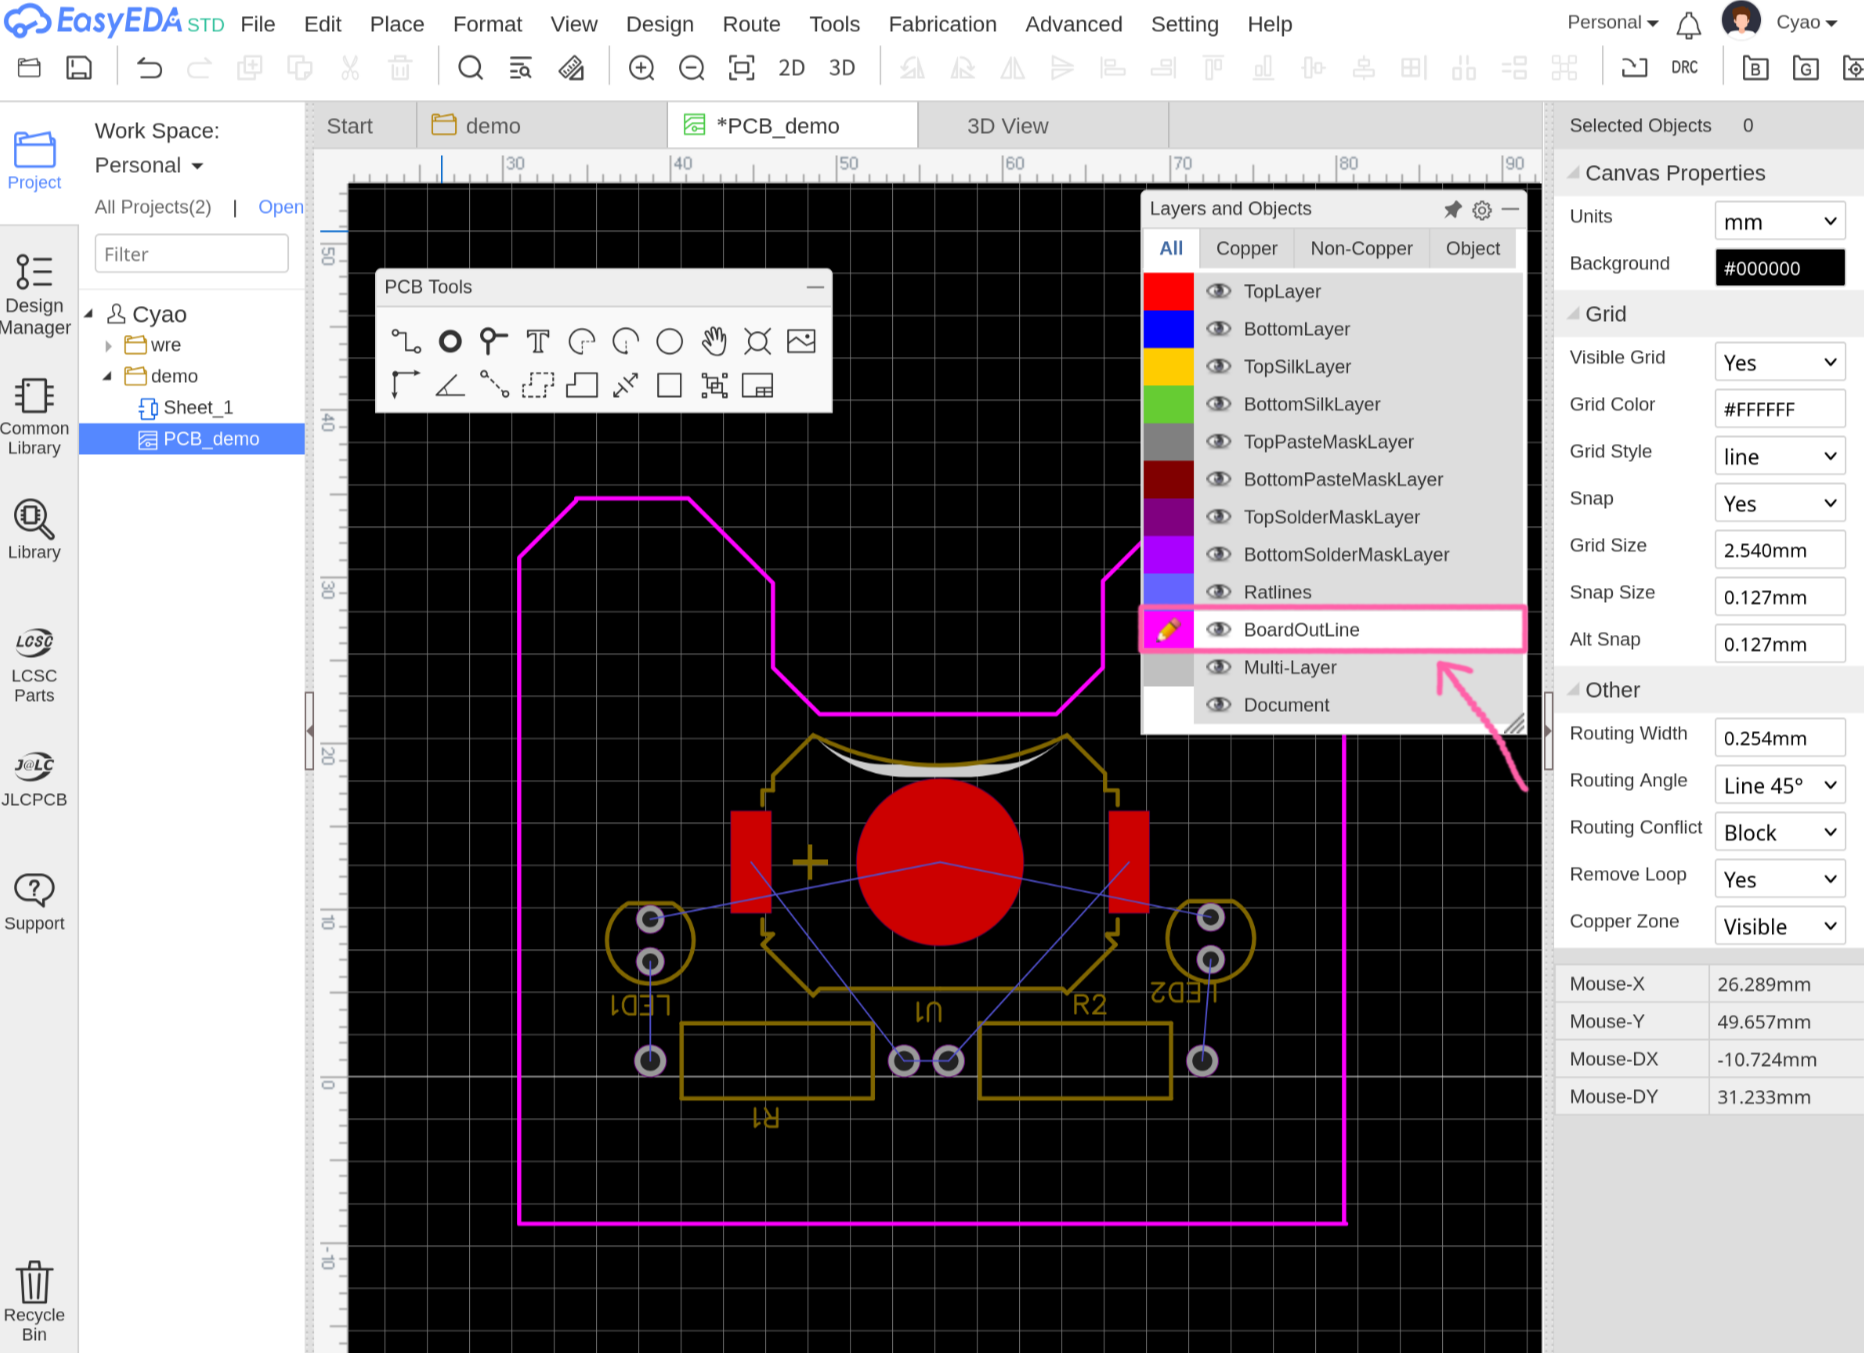 EasyEDA STD File Edit Place Format View Design Route Tools Fabrication Advanced Setting Help Personal Cyao
2D 3D DRC B G
Project
Design Manager
Common Library
Library
LCSC
LCSC Parts
J@LC
JLCPCB
Support
Recycle Bin
Work Space:
Personal
All Projects(2) | Open
Filter
Cyao
wre
demo
Sheet_1
PCB_demo
Start demo *PCB_demo 3D View
30 40 50 60 70 80 90
50
40
30
20
10
0
-10
PCB Tools
T
Layers and Objects
All Copper Non-Copper Object
TopLayer
BottomLayer
TopSilkLayer
BottomSilkLayer
TopPasteMaskLayer
BottomPasteMaskLayer
TopSolderMaskLayer
BottomSolderMaskLayer
Ratlines
BoardOutLine
Multi-Layer
Document
+
LED1
U1
R2
LED2
R1
Selected Objects 0
Canvas Properties
Units mm
Background #000000
Grid
Visible Grid Yes
Grid Color #FFFFFF
Grid Style line
Snap Yes
Grid Size 2.540mm
Snap Size 0.127mm
Alt Snap 0.127mm
Other
Routing Width 0.254mm
Routing Angle Line 45°
Routing Conflict Block
Remove Loop Yes
Copper Zone Visible
Mouse-X 26.289mm
Mouse-Y 49.657mm
Mouse-DX -10.724mm
Mouse-DY 31.233mm